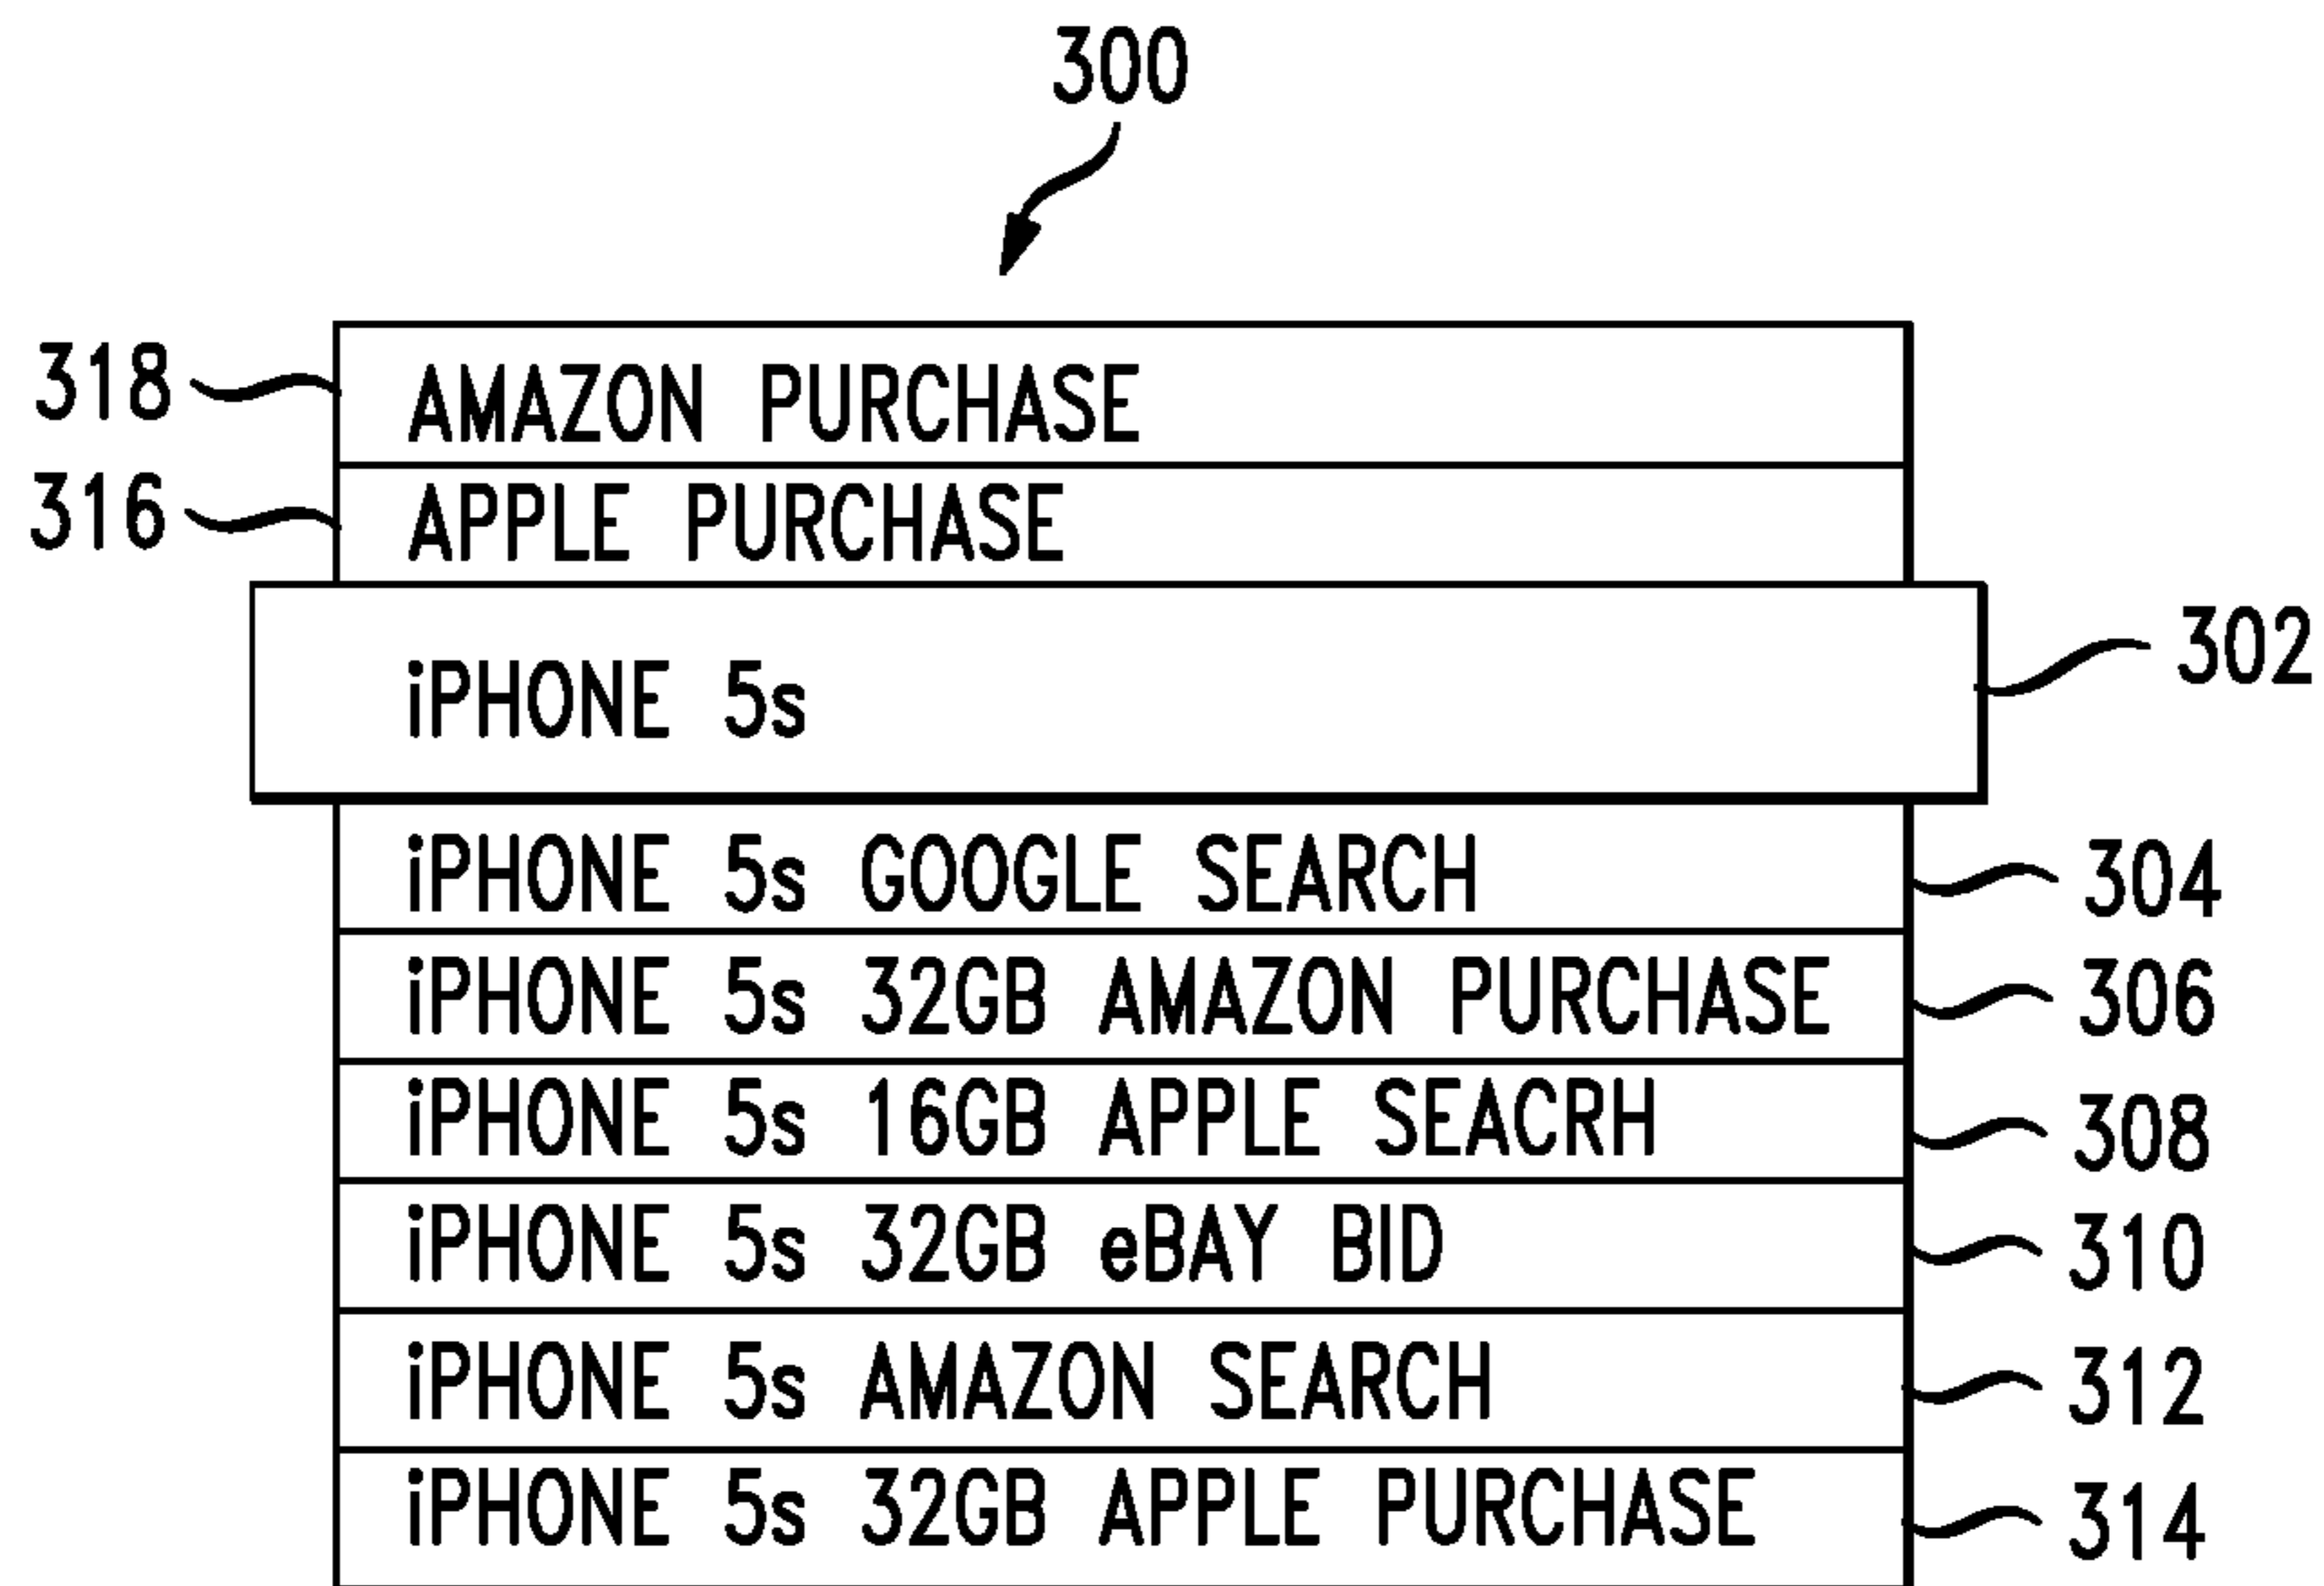 300
318 AMAZON PURCHASE
316 APPLE PURCHASE
iPHONE 5s 302
iPHONE 5s GOOGLE SEARCH 304
iPHONE 5s 32GB AMAZON PURCHASE 306
iPHONE 5s 16GB APPLE SEACRH 308
iPHONE 5s 32GB eBAY BID 310
iPHONE 5s AMAZON SEARCH 312
iPHONE 5s 32GB APPLE PURCHASE 314